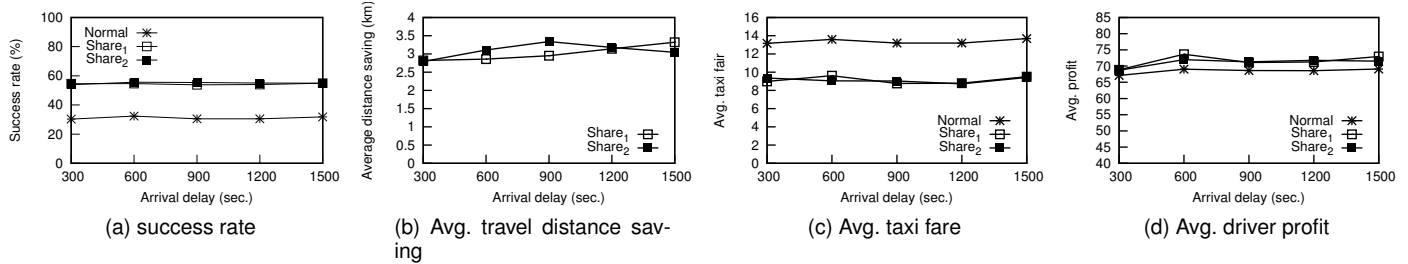 Success rate (%)
100
80
60
40
20
0
Normal
Share1
Share2
300 600 900 1200 1500
Arrival delay (sec.)
(a) success rate
Average distance saving (km)
4
3.5
3
2.5
2
1.5
1
0.5
0
Share1
Share2
300 600 900 1200 1500
Arrival delay (sec.)
(b) Avg. travel distance sav-
ing
Avg. taxi fair
16
14
12
10
8
6
4
2
0
Normal
Share1
Share2
300 600 900 1200 1500
Arrival delay (sec.)
(c) Avg. taxi fare
Avg. profit
85
80
75
70
65
60
55
50
45
40
Normal
Share1
Share2
300 600 900 1200 1500
Arrival delay (sec.)
(d) Avg. driver profit